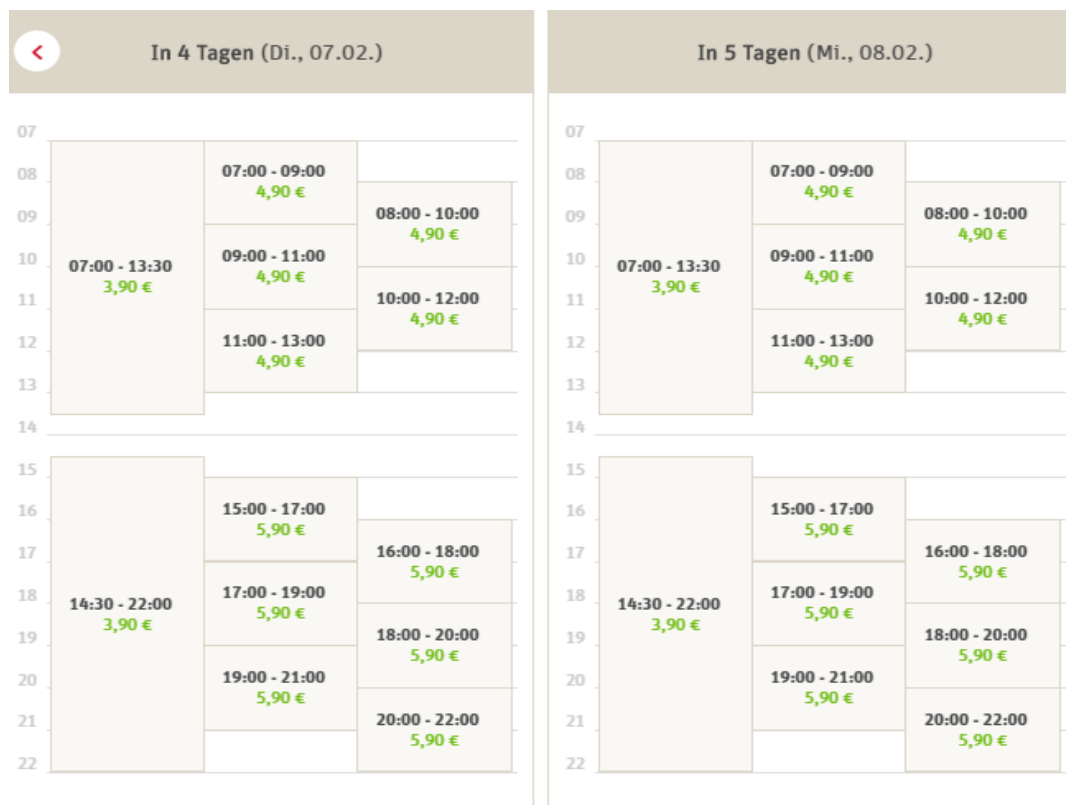 In 4 Tagen (Di., 07.02.)
07
08
09
10
11
12
13
14
15
16
17
18
19
20
21
22
07:00 - 13:30
3,90 €
14:30 - 22:00
3,90 €
07:00 - 09:00
4,90 €
09:00 - 11:00
4,90 €
11:00 - 13:00
4,90 €
15:00 - 17:00
5,90 €
17:00 - 19:00
5,90 €
19:00 - 21:00
5,90 €
08:00 - 10:00
4,90 €
10:00 - 12:00
4,90 €
16:00 - 18:00
5,90 €
18:00 - 20:00
5,90 €
20:00 - 22:00
5,90 €
In 5 Tagen (Mi., 08.02.)
07
08
09
10
11
12
13
14
15
16
17
18
19
20
21
22
07:00 - 13:30
3,90 €
14:30 - 22:00
3,90 €
07:00 - 09:00
4,90 €
09:00 - 11:00
4,90 €
11:00 - 13:00
4,90 €
15:00 - 17:00
5,90 €
17:00 - 19:00
5,90 €
19:00 - 21:00
5,90 €
08:00 - 10:00
4,90 €
10:00 - 12:00
4,90 €
16:00 - 18:00
5,90 €
18:00 - 20:00
5,90 €
20:00 - 22:00
5,90 €